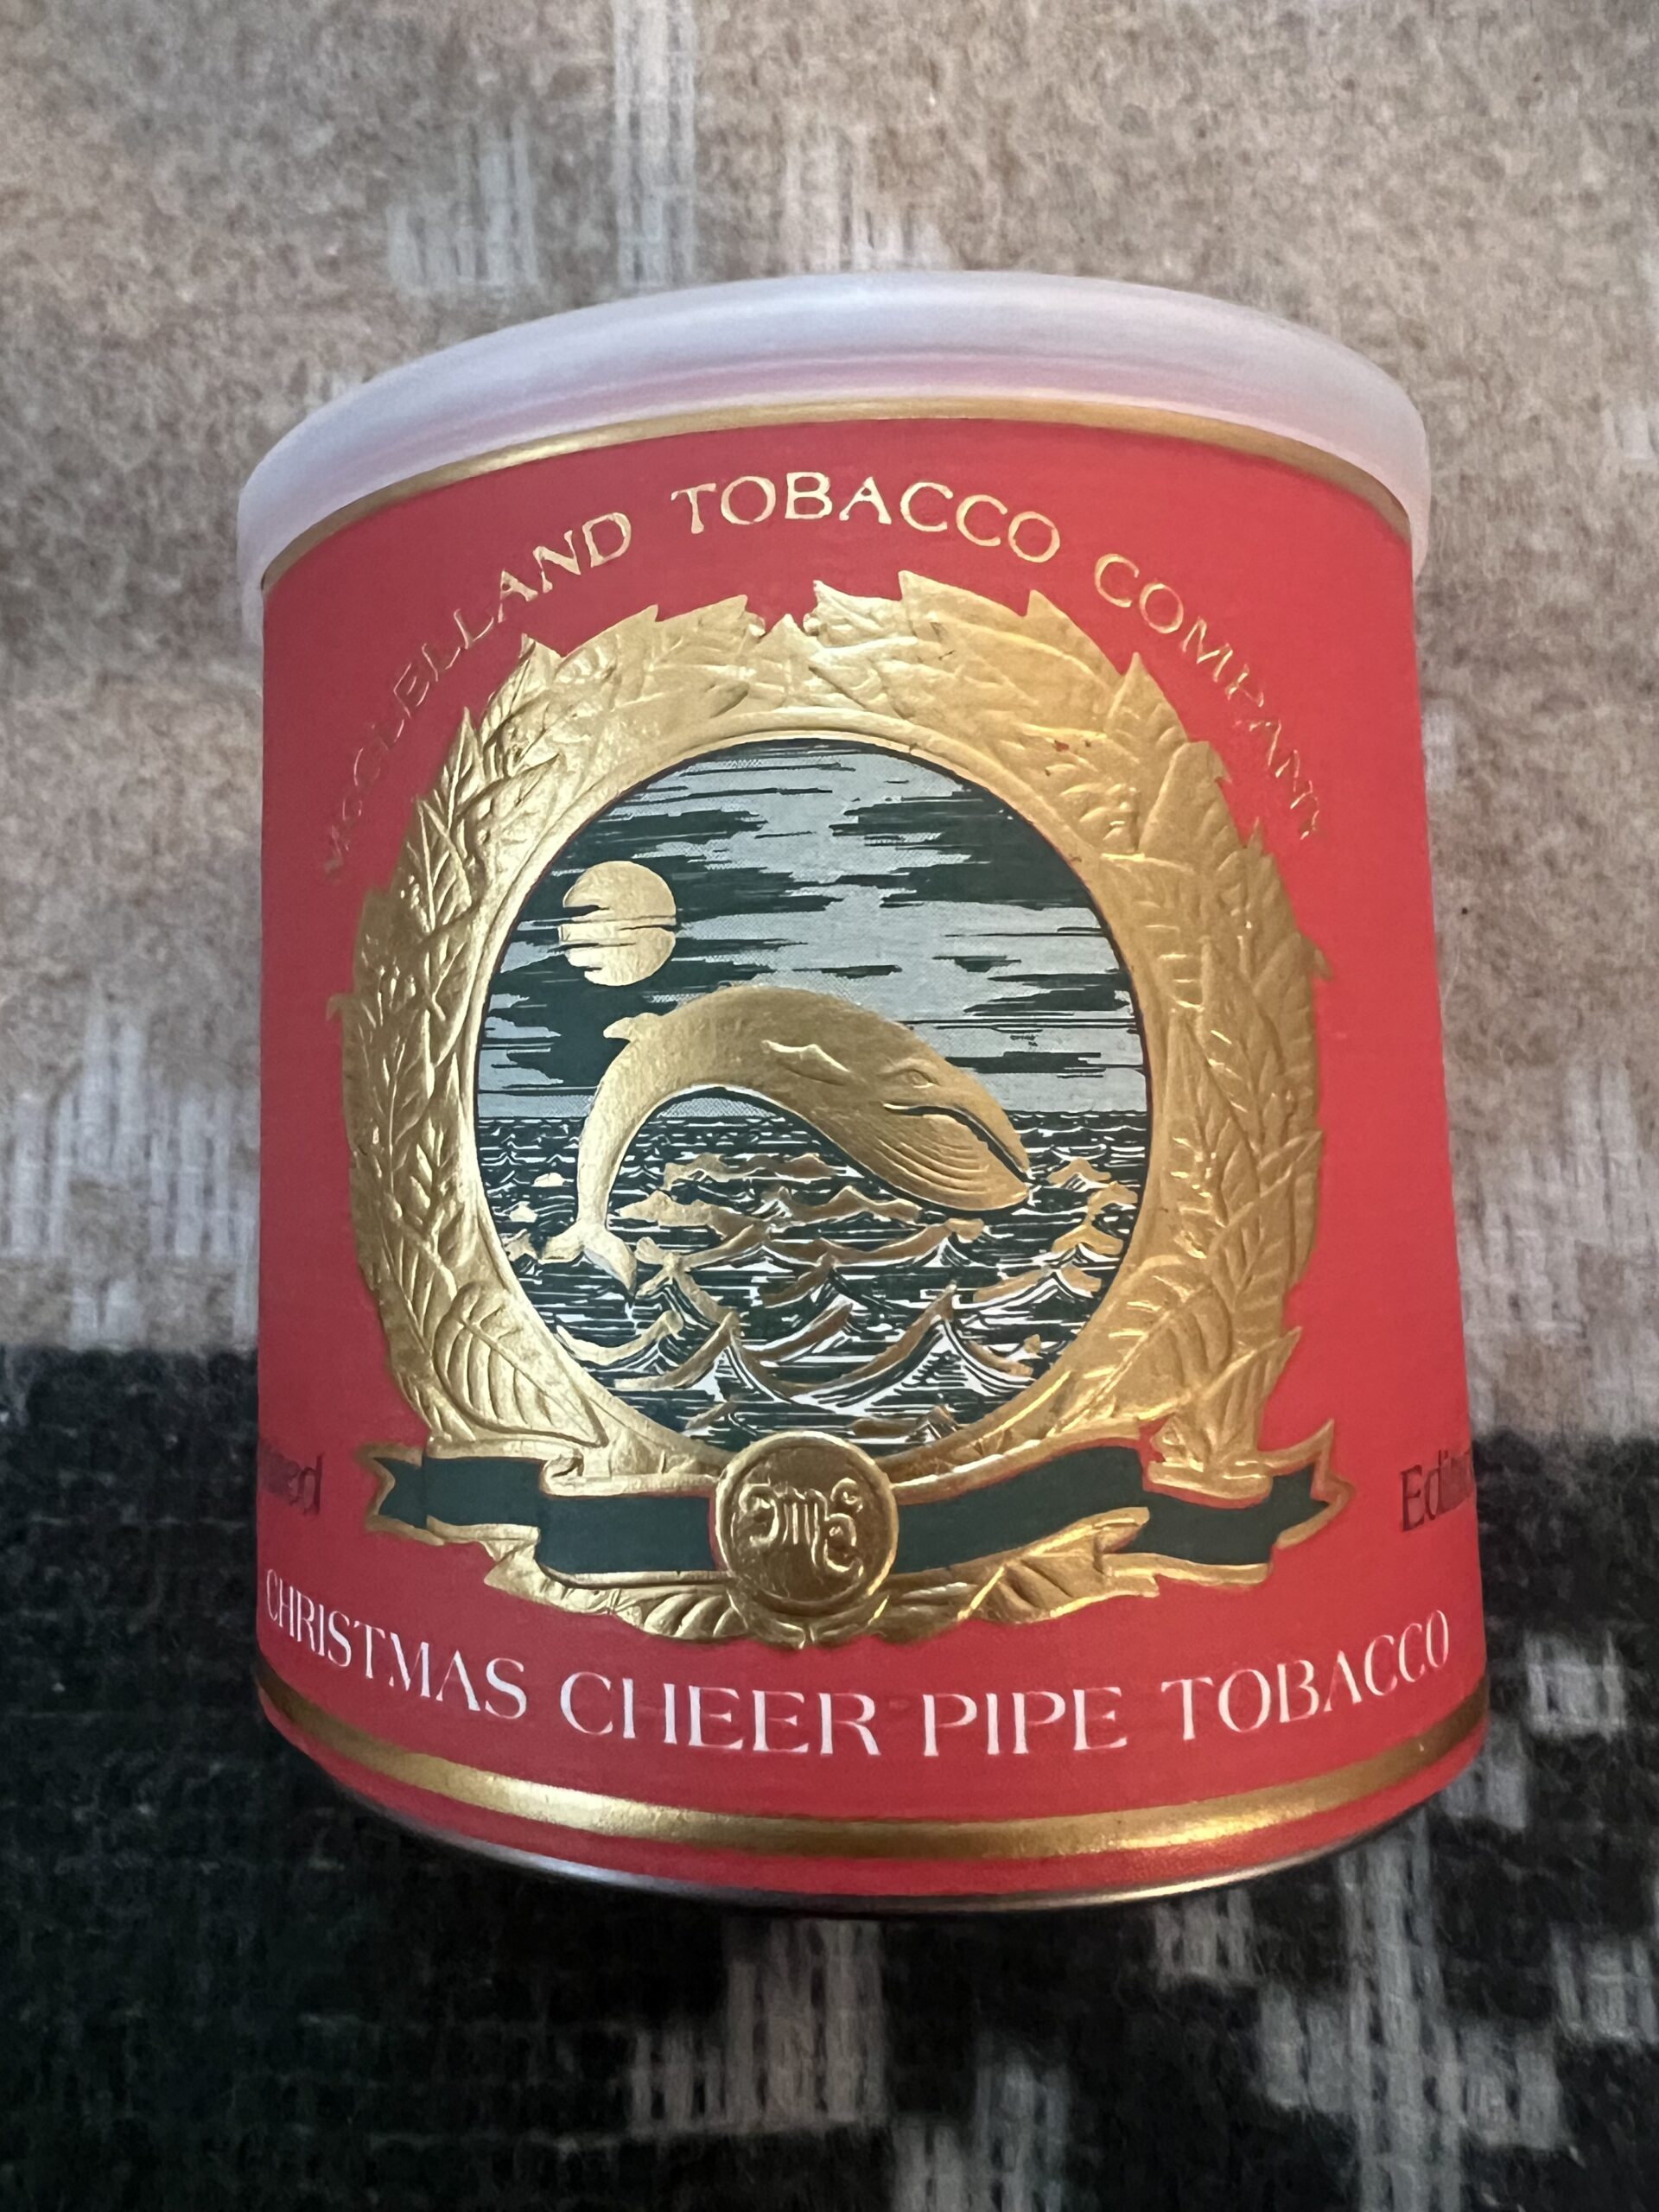 McCLELLAND TOBACCO COMPANY
CHRISTMAS CHEER PIPE TOBACCO